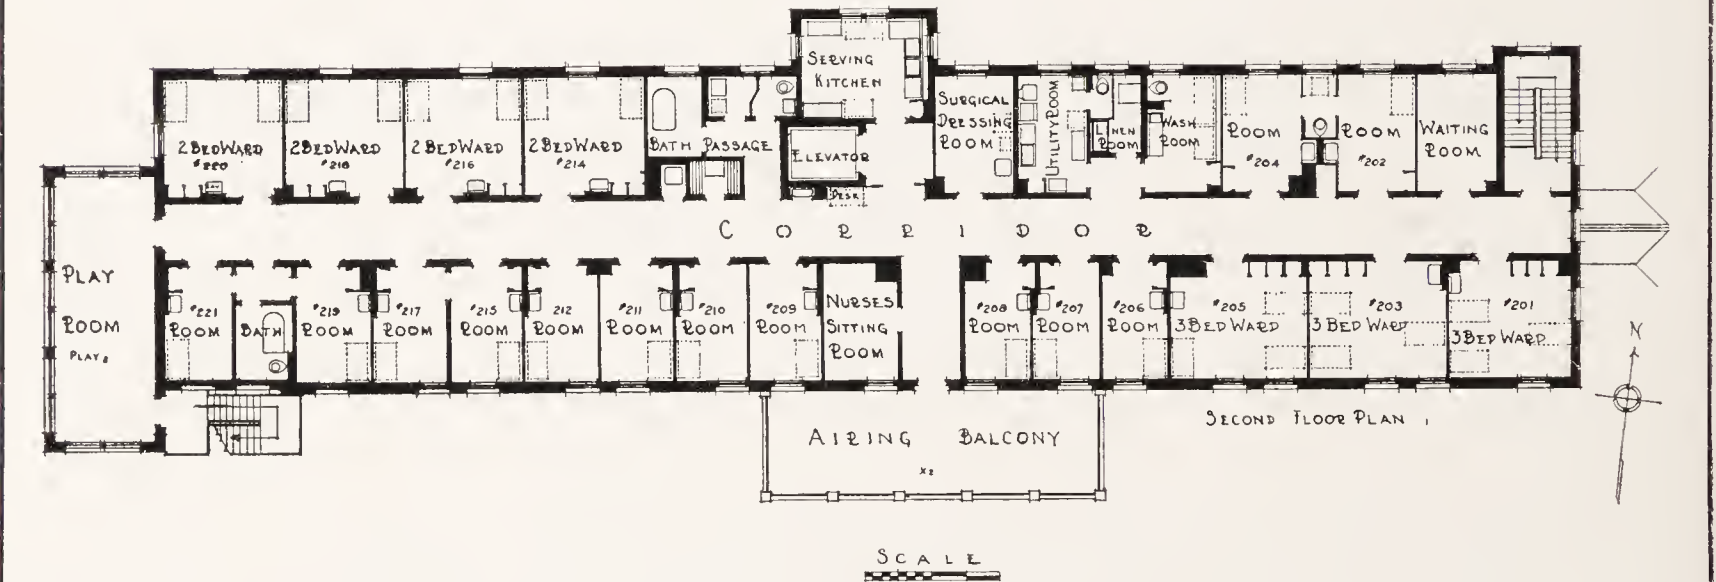 SERVING
KITCHEN
2 BED WARD
#220
2 BED WARD
#218
2 BED WARD
#216
2 BED WARD
#214
BATH
PASSAGE
ELEVATOR
DESK
SURGICAL
DRESSING
ROOM
UTILITY ROOM
LINEN
ROOM
WASH
ROOM
ROOM
#204
ROOM
#202
WAITING
ROOM
CORRIDOR
PLAY
ROOM
PLAY 2
#221
ROOM
BATH
#219
ROOM
#217
ROOM
#215
ROOM
212
ROOM
#211
ROOM
#210
ROOM
#209
ROOM
NURSES
SITTING
ROOM
#208
ROOM
#207
ROOM
#206
ROOM
#205
3 BED WARD
#203
3 BED WARD
#201
3 BED WARD
N
AIRING BALCONY
X2
SECOND FLOOR PLAN 1
SCALE